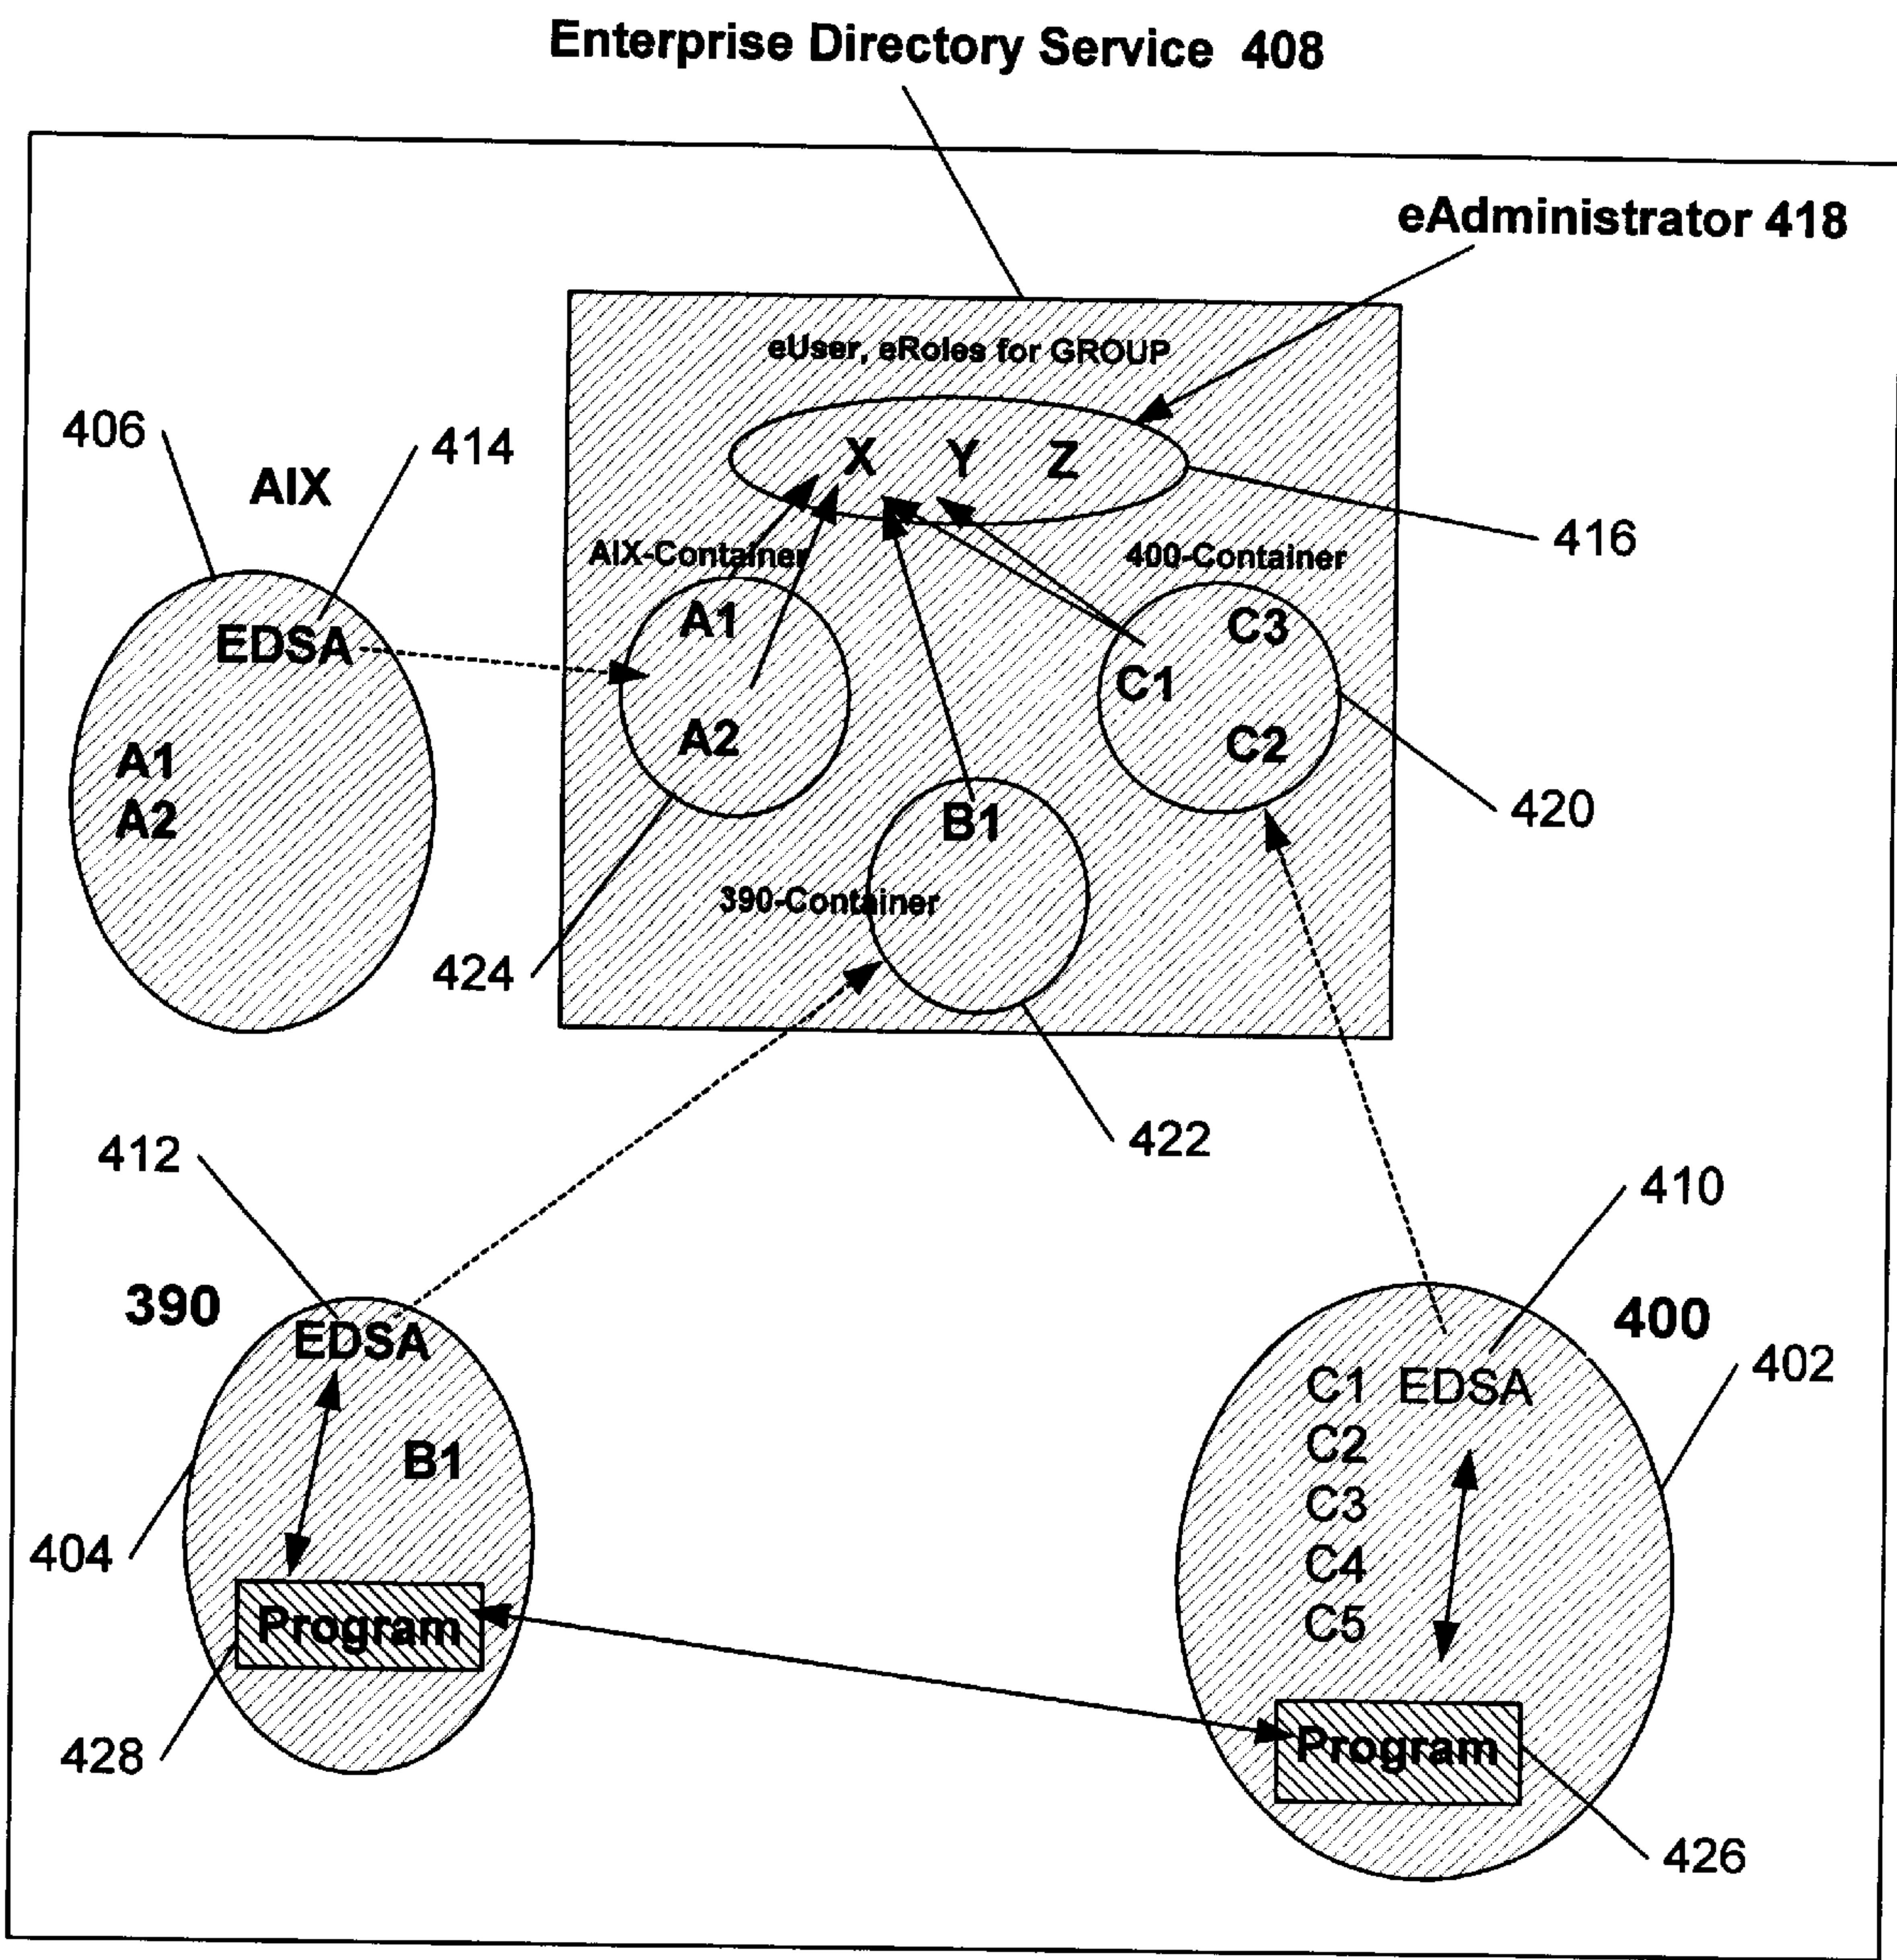 Enterprise Directory Service 408
eAdministrator 418
eUser, eRoles for GROUP
406
414
AIX
X Y Z
416
AIX-Container
400-Container
EDSA
A1
C3
C1
A2
C2
A1
A2
420
B1
390-Container
424
422
412
410
390
EDSA
400
402
C1 EDSA
C2
C3
C4
C5
B1
404
Program
428
Program
426